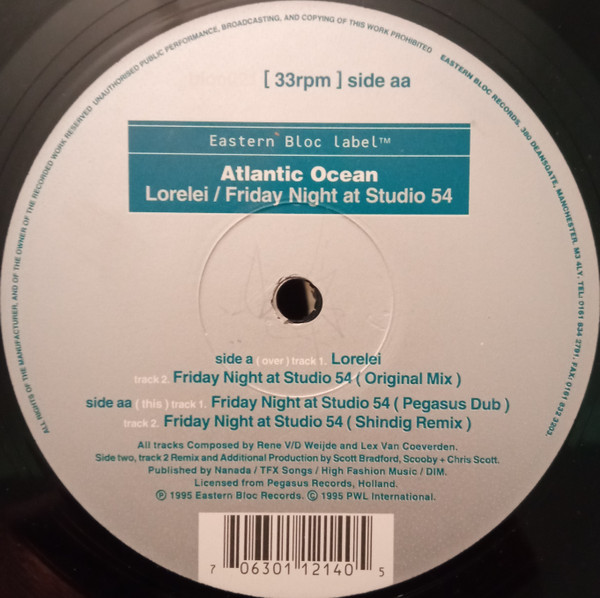 ALL RIGHTS OF THE MANUFACTURER, AND OF THE OWNER OF THE RECORDED WORK RESERVED  UNAUTHORISED PUBLIC PERFORMANCE, BROADCASTING, AND COPYING OF THIS WORK PROHIBITED
EASTERN BLOC RECORDS, 380 DEANSGATE, MANCHESTER. M3 4LY. TEL: 0161 834 2791. FAX: 0161 833 3203.
[ 33rpm ] side aa
Eastern Bloc label™
Atlantic Ocean
Lorelei / Friday Night at Studio 54
side a ( over ) track 1. Lorelei
track 2. Friday Night at Studio 54 ( Original Mix )
side aa ( this ) track 1. Friday Night at Studio 54 ( Pegasus Dub )
track 2. Friday Night at Studio 54 ( Shindig Remix )
All tracks Composed by Rene V/D Weijde and Lex Van Coeverden.
Side two, track 2 Remix and Additional Production by Scott Bradford, Scooby + Chris Scott.
Published by Nanada / TFX Songs / High Fashion Music / DIM.
Licensed from Pegasus Records, Holland.
℗ 1995 Eastern Bloc Records. © 1995 PWL International.
7 06301 12140 5